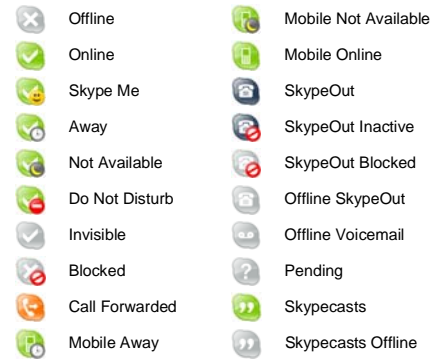 Offline
Online
Skype Me
Away
Not Available
Do Not Disturb
Invisible
Blocked
Call Forwarded
Mobile Away
Mobile Not Available
Mobile Online
SkypeOut
SkypeOut Inactive
SkypeOut Blocked
Offline SkypeOut
Offline Voicemail
Pending
Skypecasts
Skypecasts Offline